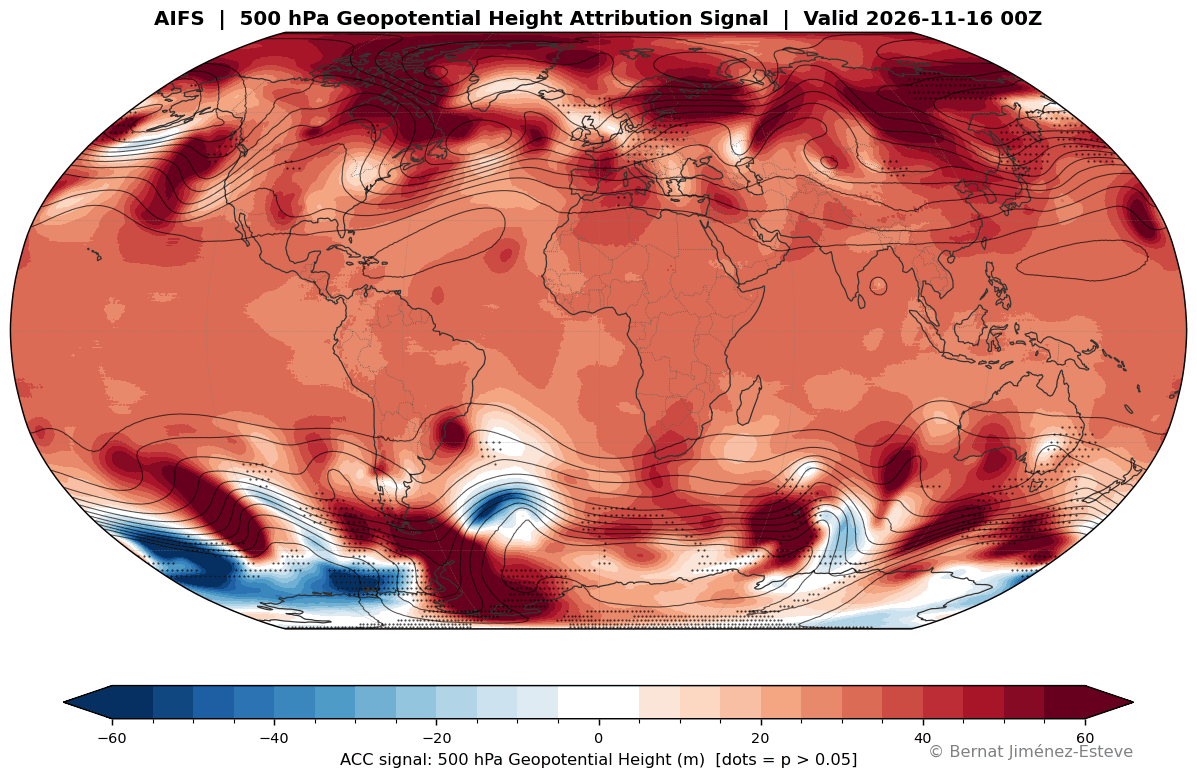 AIFS | 500 hPa Geopotential Height Attribution Signal | Valid 2026-11-16 00Z
−60 −40 −20 0 20 40 60
ACC signal: 500 hPa Geopotential Height (m) [dots = p > 0.05]
© Bernat Jiménez-Esteve